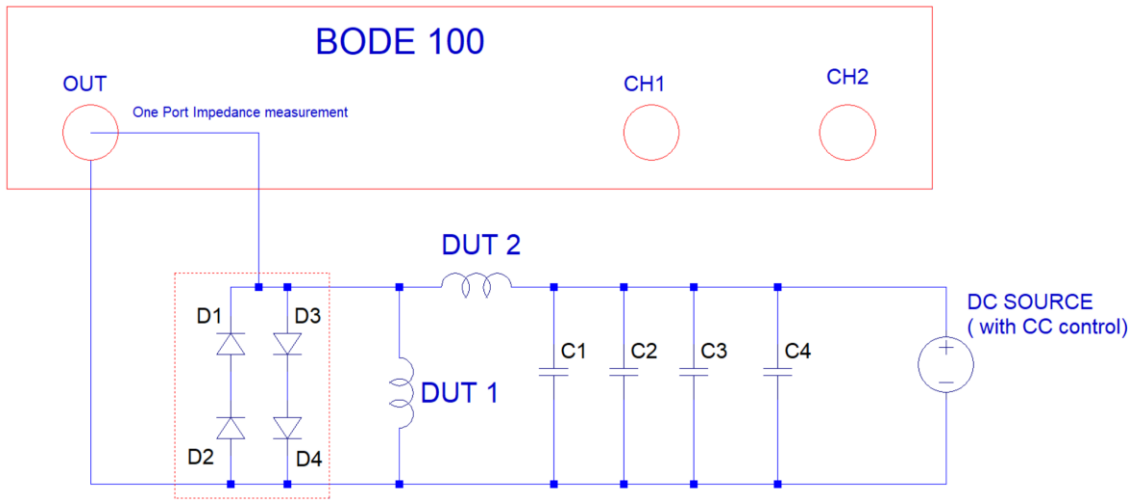 BODE 100
OUT
CH1
CH2
One Port Impedance measurement
DUT 2
D1
D3
DC SOURCE
( with CC control)
C1
C2
C3
C4
DUT 1
D2
D4